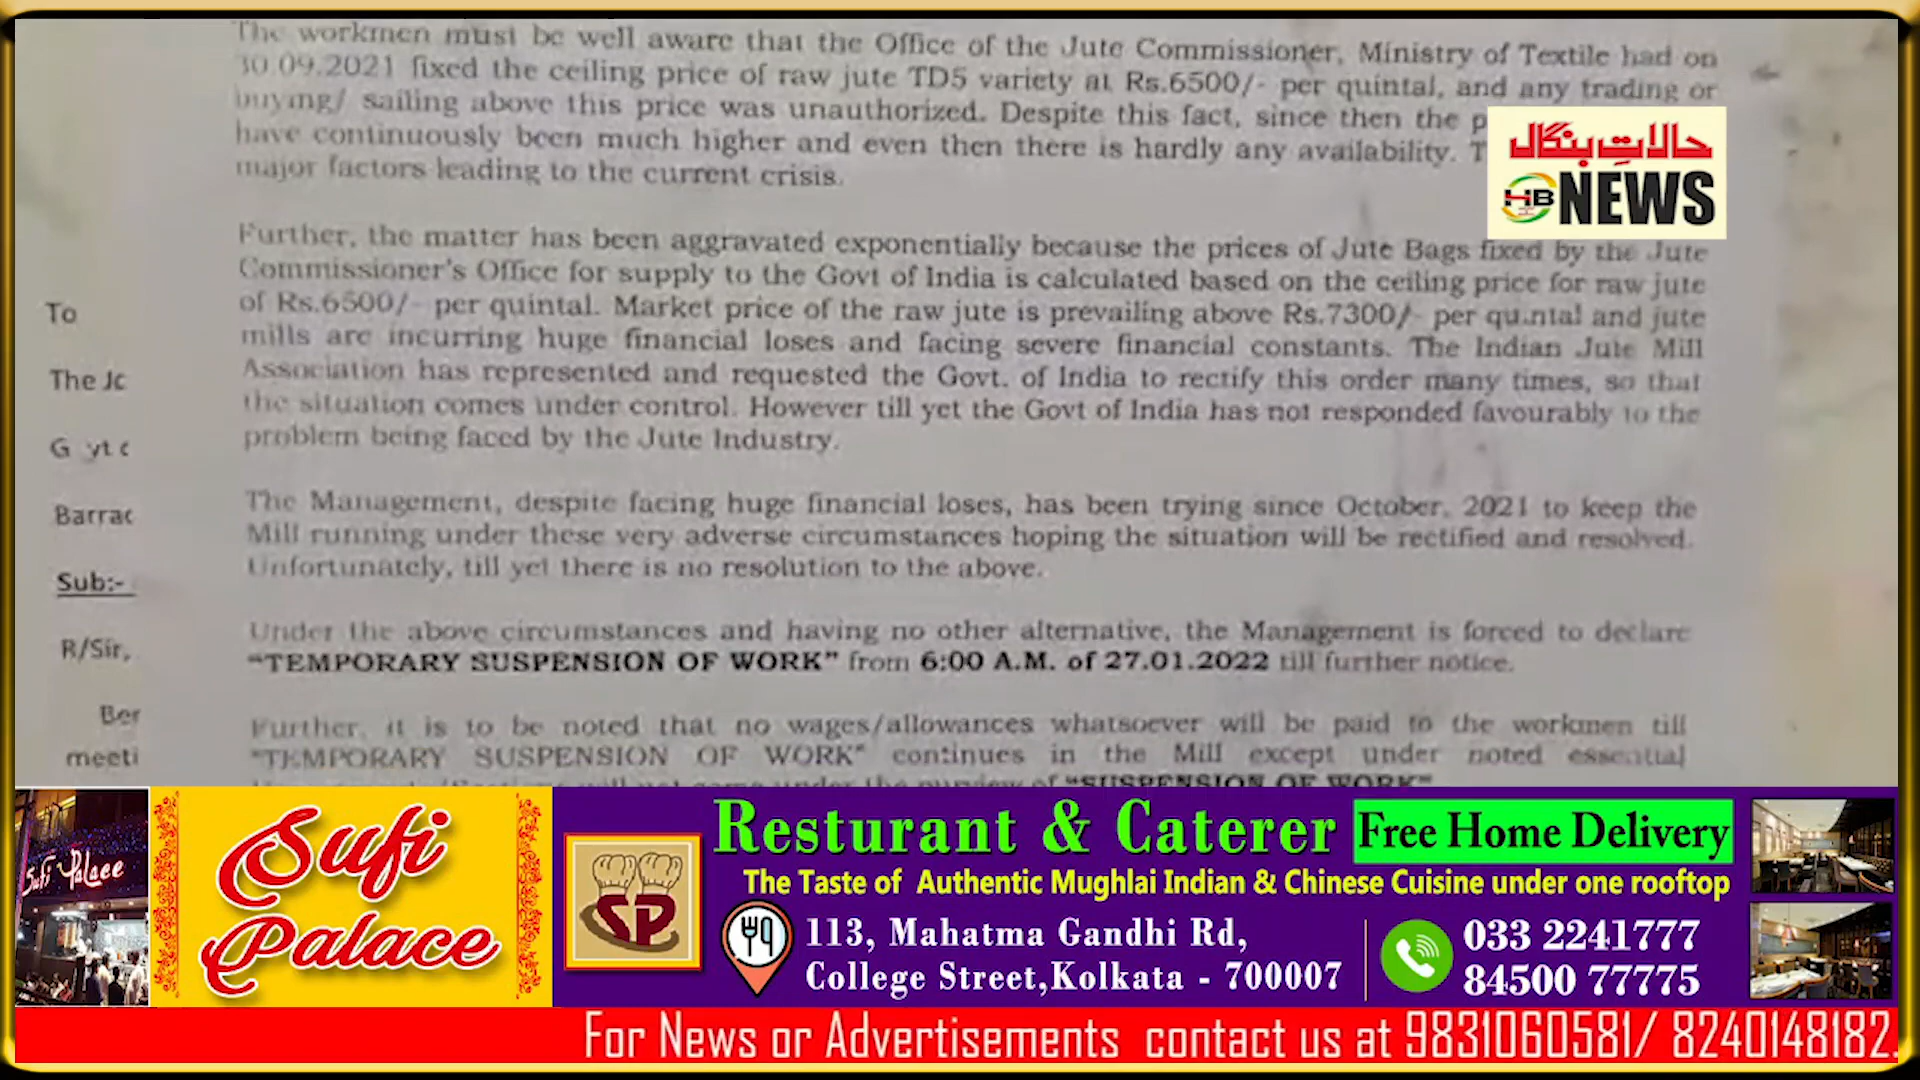 The workmen must be well aware that the Office of the Jute Commissioner, Ministry of Textile had on
30.09.2021 fixed the ceiling price of raw jute TD5 variety at Rs.6500/- per quintal, and any trading or
buying/ sailing above this price was unauthorized. Despite this fact, since then the p
have continuously been much higher and even then there is hardly any availability. T
major factors leading to the current crisis.
حالاتِ بنگال
HB NEWS
Further, the matter has been aggravated exponentially because the prices of Jute Bags fixed by the Jute
Commissioner's Office for supply to the Govt of India is calculated based on the ceiling price for raw jute
of Rs.6500/- per quintal. Market price of the raw jute is prevailing above Rs.7300/- per quintal and jute
mills are incurring huge financial loses and facing severe financial constants. The Indian Jute Mill
Association has represented and requested the Govt. of India to rectify this order many times, so that
the situation comes under control. However till yet the Govt of India has not responded favourably to the
problem being faced by the Jute Industry.
The Management, despite facing huge financial loses, has been trying since October, 2021 to keep the
Mill running under these very adverse circumstances hoping the situation will be rectified and resolved.
Unfortunately, till yet there is no resolution to the above.
Under the above circumstances and having no other alternative, the Management is forced to declare
"TEMPORARY SUSPENSION OF WORK" from 6:00 A.M. of 27.01.2022 till further notice.
Further, it is to be noted that no wages/allowances whatsoever will be paid to the workmen till
"TEMPORARY SUSPENSION OF WORK" continues in the Mill except under noted essential
"SUSPENSION OF WORK"
To
The Jo
G yt c
Barrac
Sub:-
R/Sir,
Ber
meeti
Sufi Palace
Sufi
Palace
SP
Resturant & Caterer
Free Home Delivery
The Taste of Authentic Mughlai Indian & Chinese Cuisine under one rooftop
113, Mahatma Gandhi Rd,
College Street,Kolkata - 700007
033 2241777
84500 77775
For News or Advertisements contact us at 9831060581/ 8240148182.